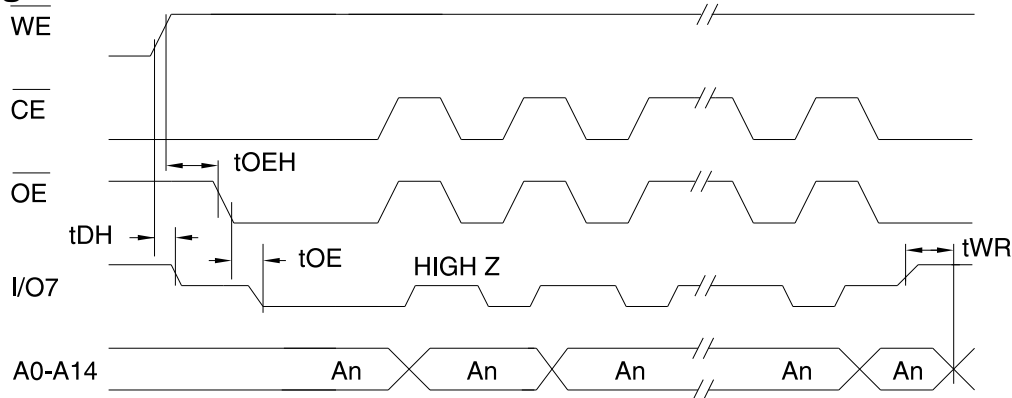 WE
CE
tOEH
OE
tDH
tOE
tWR
HIGH Z
I/O7
A0-A14 An An An An An